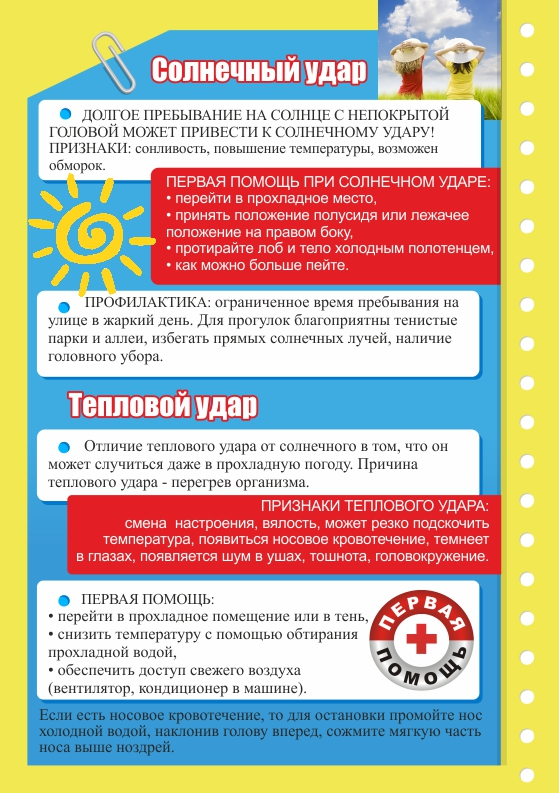 Солнечный удар
ДОЛГОЕ ПРЕБЫВАНИЕ НА СОЛНЦЕ С НЕПОКРЫТОЙ
ГОЛОВОЙ МОЖЕТ ПРИВЕСТИ К СОЛНЕЧНОМУ УДАРУ!
ПРИЗНАКИ: сонливость, повышение температуры, возможен
обморок.
ПЕРВАЯ ПОМОЩЬ ПРИ СОЛНЕЧНОМ УДАРЕ:
• перейти в прохладное место,
• принять положение полусидя или лежачее
положение на правом боку,
• протирайте лоб и тело холодным полотенцем,
• как можно больше пейте.
ПРОФИЛАКТИКА: ограниченное время пребывания на
улице в жаркий день. Для прогулок благоприятны тенистые
парки и аллеи, избегать прямых солнечных лучей, наличие
головного убора.
Тепловой удар
Отличие теплового удара от солнечного в том, что он
может случиться даже в прохладную погоду. Причина
теплового удара - перегрев организма.
ПРИЗНАКИ ТЕПЛОВОГО УДАРА:
смена настроения, вялость, может резко подскочить
температура, появиться носовое кровотечение, темнеет
в глазах, появляется шум в ушах, тошнота, головокружение.
ПЕРВАЯ ПОМОЩЬ:
• перейти в прохладное помещение или в тень,
• снизить температуру с помощью обтирания
прохладной водой,
• обеспечить доступ свежего воздуха
(вентилятор, кондиционер в машине).
ПЕРВАЯ
ПОМОЩЬ
Если есть носовое кровотечение, то для остановки промойте нос
холодной водой, наклонив голову вперед, сожмите мягкую часть
носа выше ноздрей.